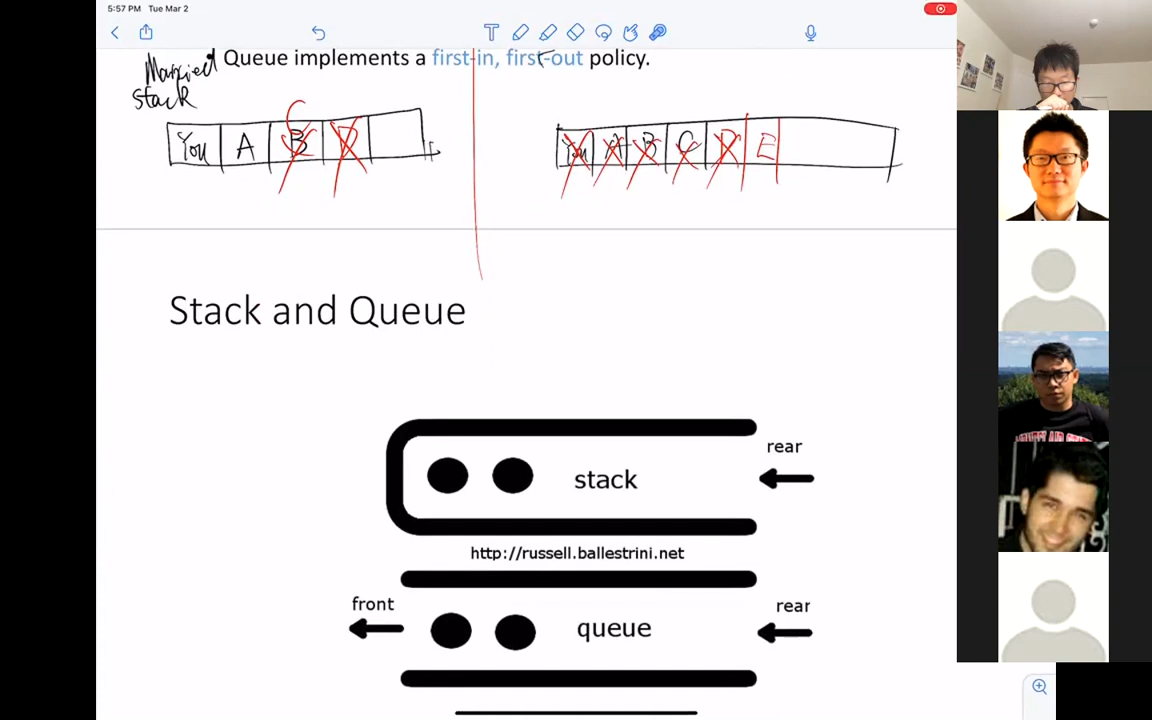 5:57 PM Tue Mar 2
Married
stack
• Queue implements a first-in, first-out policy.
You A B D
C
You A B C D E
Stack and Queue
rear
stack
http://russell.ballestrini.net
front
rear
queue